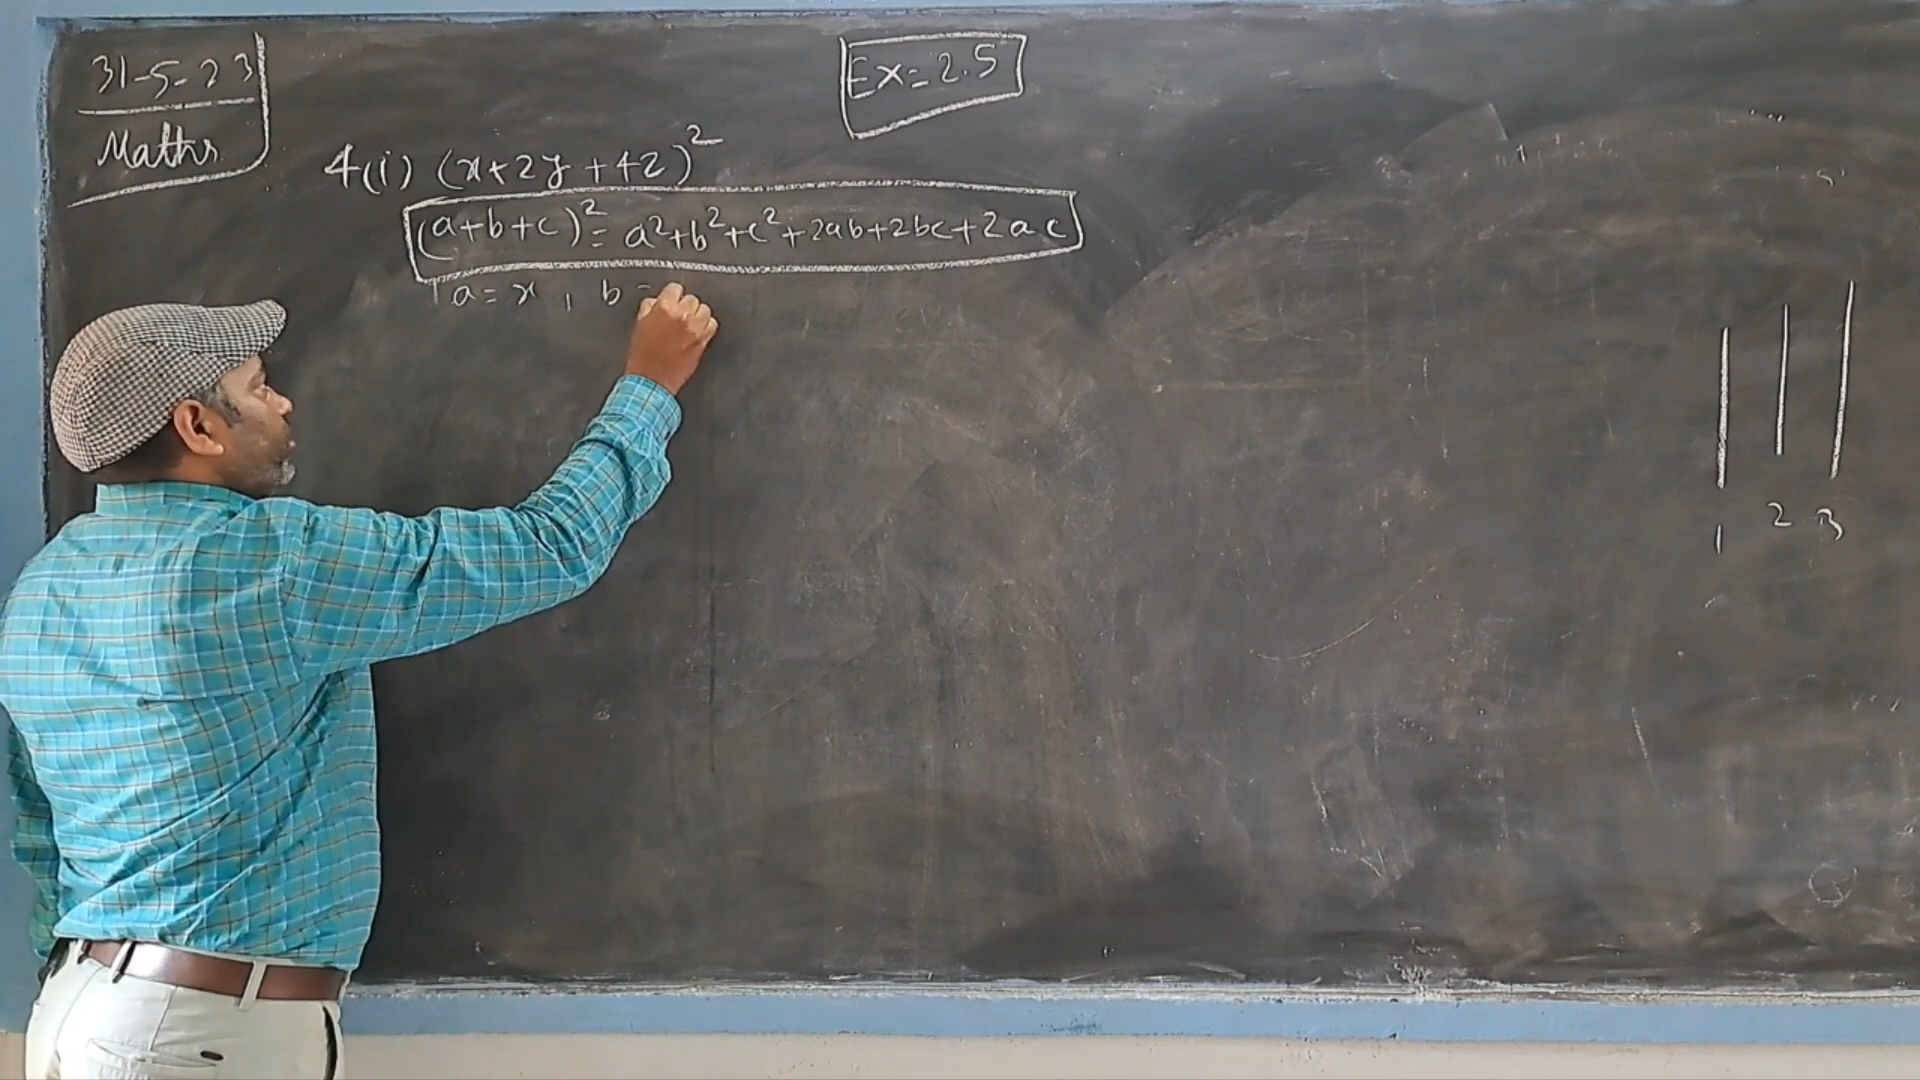 31-5-23
Maths
Ex=2.5
4(i) (x+2y+4z)²
(a+b+c)²=a²+b²+c²+2ab+2bc+2ac
a=x, b=
1 2 3